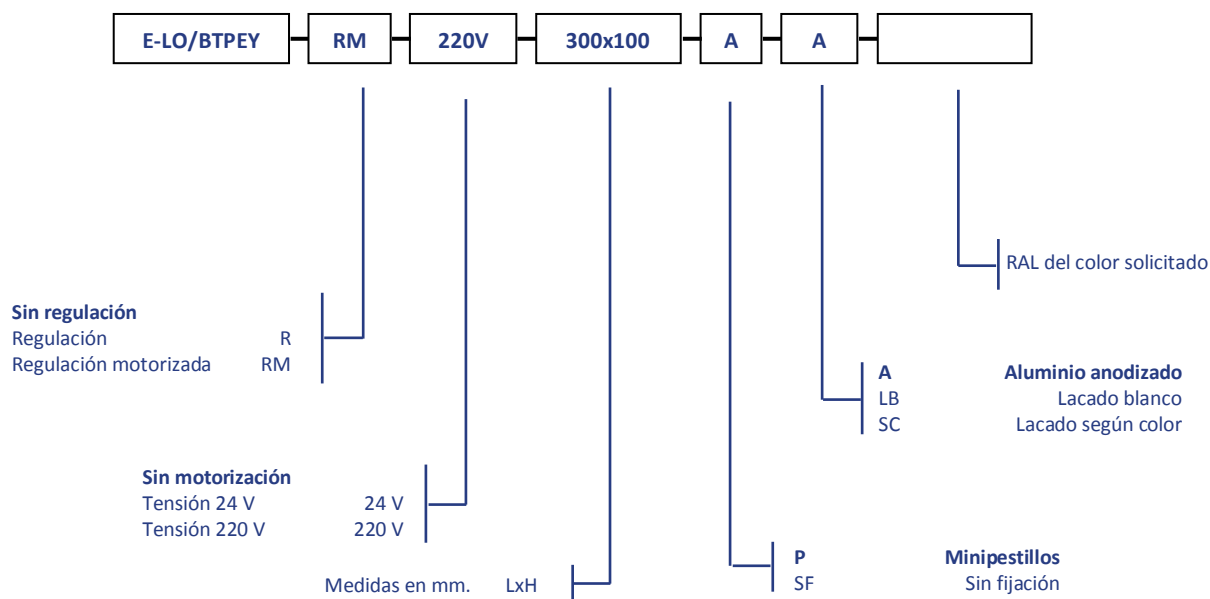 E-LO/BTPEY RM 220V 300x100 A A
RAL del color solicitado
Sin regulación
Regulación R
Regulación motorizada RM
A Aluminio anodizado
LB Lacado blanco
SC Lacado según color
Sin motorización
Tensión 24 V 24 V
Tensión 220 V 220 V
P Minipestillos
SF Sin fijación
Medidas en mm. LxH